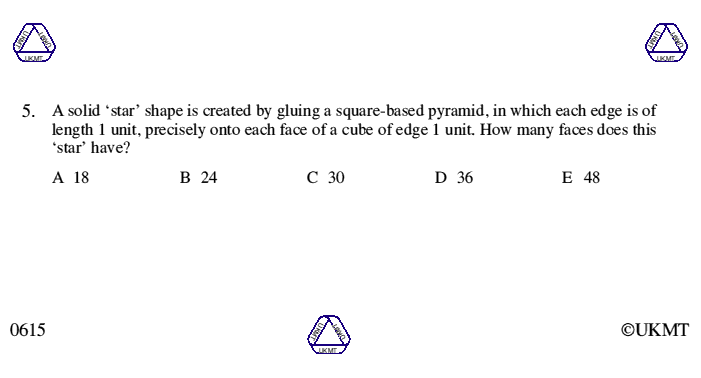 5. A solid ‘star’ shape is created by gluing a square-based pyramid, in which each edge is of
length 1 unit, precisely onto each face of a cube of edge 1 unit. How many faces does this
‘star’ have?
A 18 B 24 C 30 D 36 E 48
0615 ©UKMT
UKMT UKMT UKMT
UKMT UKMT UKMT
UKMT UKMT UKMT